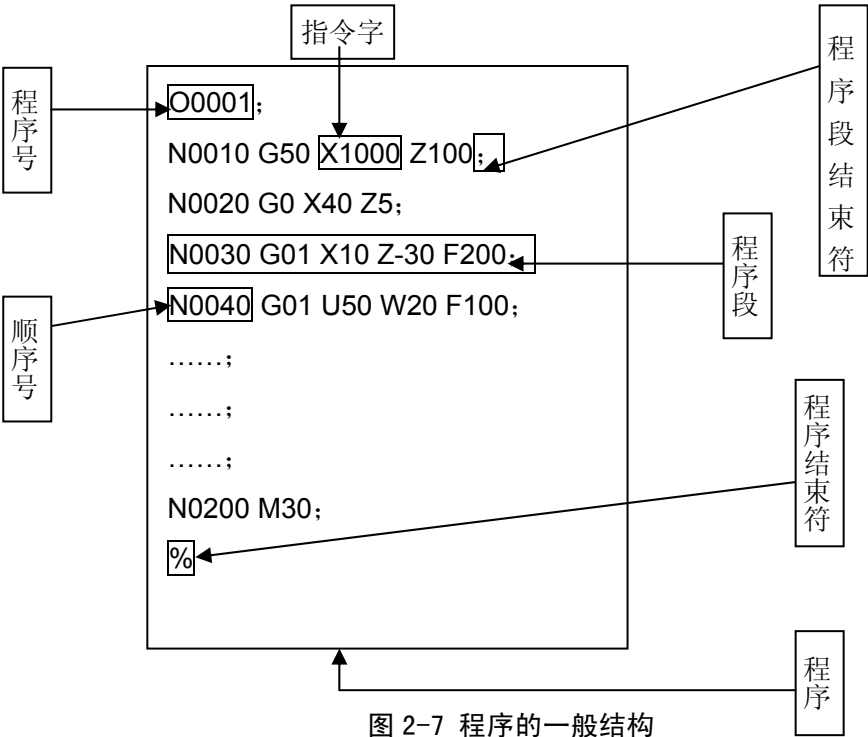 指令字
程序号
O0001；
N0010 G50 X1000 Z100；
程序段结束符
N0020 G0 X40 Z5；
N0030 G01 X10 Z-30 F200；
程序段
顺序号
N0040 G01 U50 W20 F100；
……；
……；
……；
程序结束符
N0200 M30；
%
程序
图 2-7 程序的一般结构